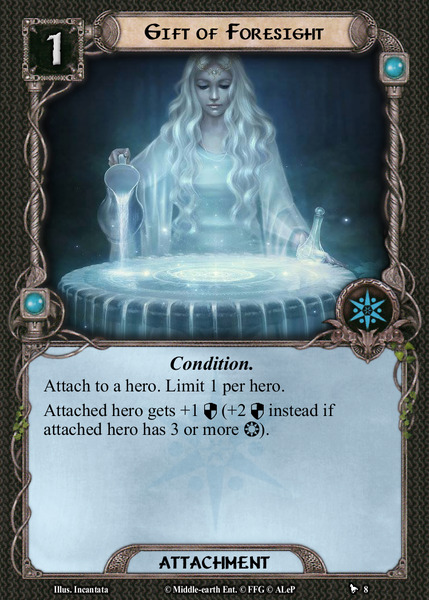 1
Gift of Foresight
Condition.
Attach to a hero. Limit 1 per hero.
Attached hero gets +1 (+2 instead if
attached hero has 3 or more ).
ATTACHMENT
Illus. Incantata © Middle-earth Ent. © FFG © ALeP 8